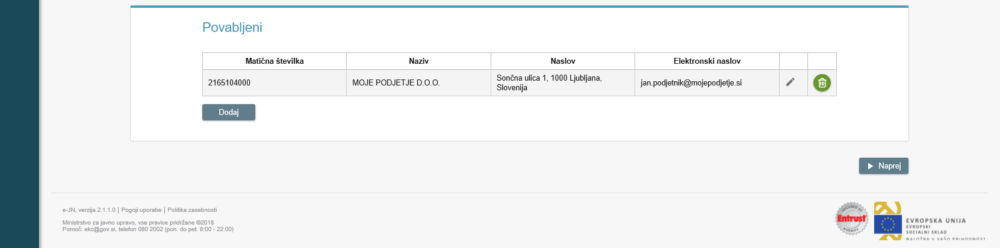 Povabljeni
Matična številka Naziv Naslov Elektronski naslov
2165104000 MOJE PODJETJE D.O.O. Sončna ulica 1, 1000 Ljubljana, Slovenija jan.podjetnik@mojepodjetje.si
Dodaj
Naprej
e-JN, verzija 2.1.1.0 | Pogoji uporabe | Politika zasebnosti
Ministrstvo za javno upravo, vse pravice pridržane ©2018
Pomoč: ekc@gov.si, telefon 080 2002 (pon. do pet. 8:00 - 22:00)
SECURED BY
Entrust
VERIFY
EVROPSKA UNIJA
EVROPSKI
SOCIALNI SKLAD
NALOŽBA V VAŠO PRIHODNOST